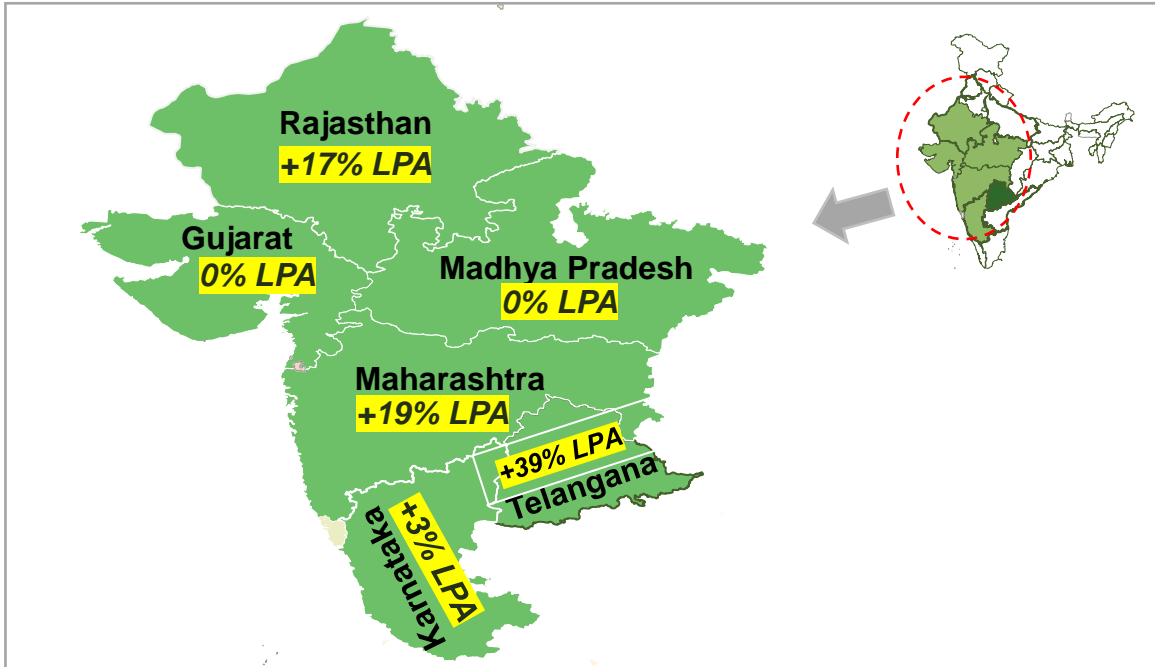 Rajasthan
+17% LPA
Gujarat
0% LPA
Madhya Pradesh
0% LPA
Maharashtra
+19% LPA
+39% LPA
Telangana
+3% LPA
Karnataka